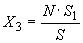 X₃ = N · S₁ / S